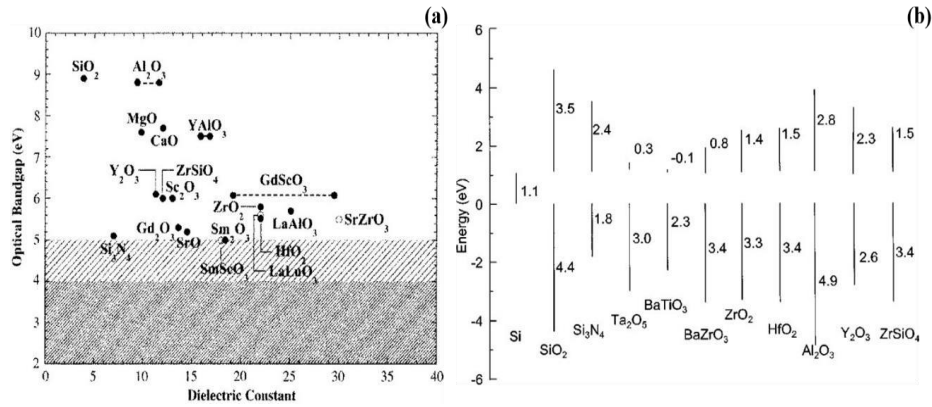 (a)
Optical Bandgap (eV)
10
9
8
7
6
5
4
3
2
SiO2
Al2O3
MgO
CaO
YAlO3
Y2O3
ZrSiO4
Sc2O3
GdScO3
ZrO2
LaAlO3
SrZrO3
Gd2O3
SrO
Sm2O3
Si3N4
HfO2
SmScO3
LaLuO3
0 5 10 15 20 25 30 35 40
Dielectric Constant
(b)
Energy (eV)
6
4
2
0
-2
-4
-6
3.5
2.4
0.3
-0.1
0.8
1.4
1.5
2.8
2.3
1.5
1.1
4.4
1.8
3.0
2.3
3.4
3.3
3.4
4.9
2.6
3.4
Si
SiO2
Si3N4
Ta2O5
BaTiO3
BaZrO3
ZrO2
HfO2
Al2O3
Y2O3
ZrSiO4